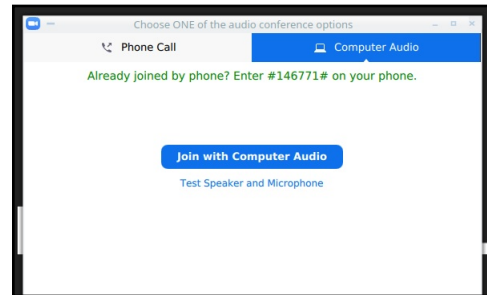 Choose ONE of the audio conference options
Phone Call
Computer Audio
Already joined by phone? Enter #146771# on your phone.
Join with Computer Audio
Test Speaker and Microphone